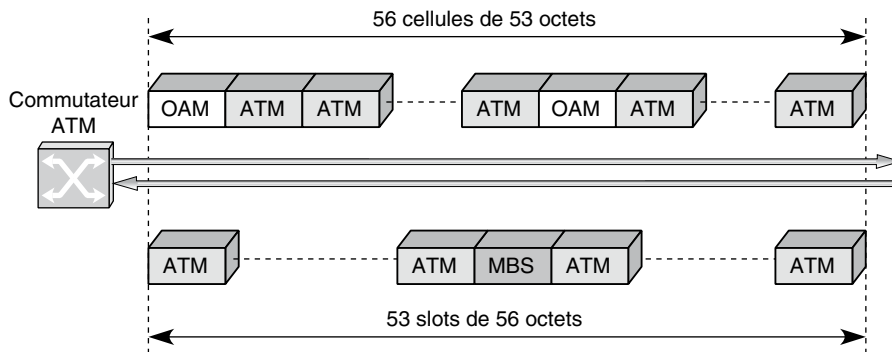 56 cellules de 53 octets
Commutateur
ATM
OAM ATM ATM ATM OAM ATM ATM
ATM ATM MBS ATM ATM
53 slots de 56 octets